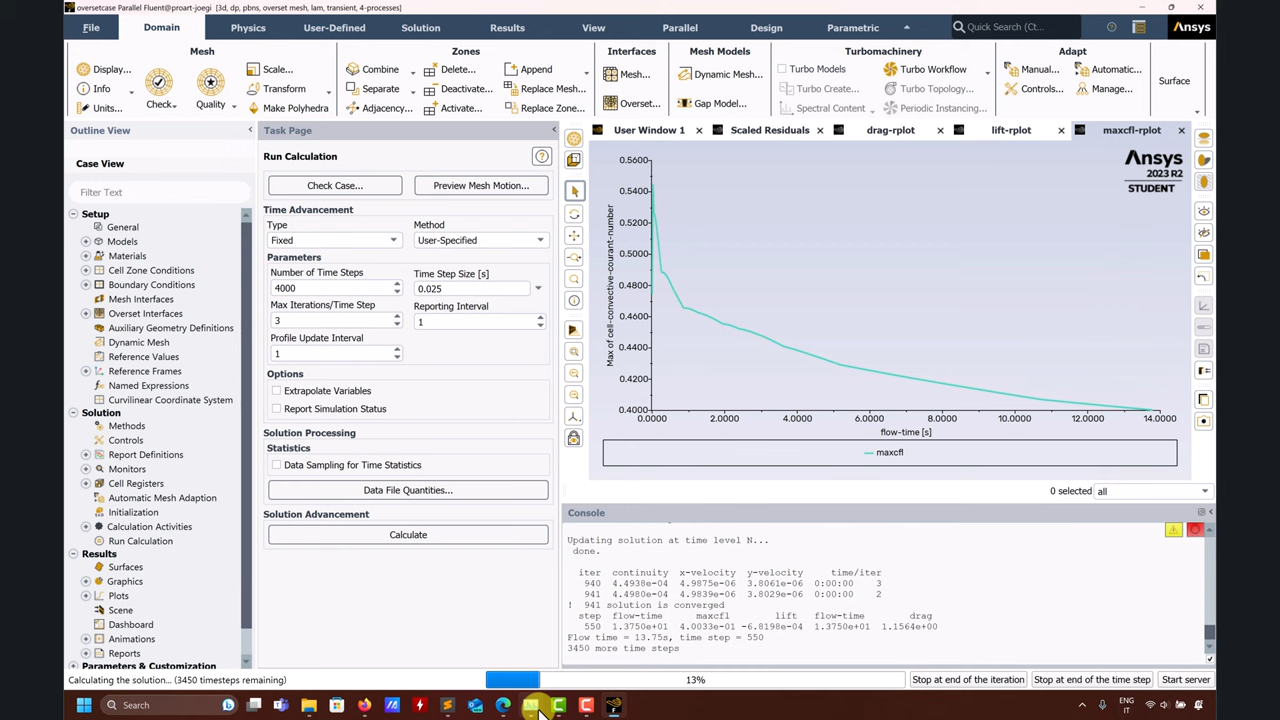 oversetcase Parallel Fluent@proart-joegi [3d, dp, pbns, overset mesh, lam, transient, 4-processes]
File Domain Physics User-Defined Solution Results View Parallel Design Parametric Quick Search (Ct... Ansys
Mesh Zones Interfaces Mesh Models Turbomachinery Adapt
Display... Scale... Combine Delete... Append Mesh... Dynamic Mesh... Turbo Models Turbo Workflow Manual... Automatic...
Info Check Quality Transform Separate Deactivate... Replace Mesh... Turbo Create... Turbo Topology... Controls... Manage... Surface
Units... Make Polyhedra Adjacency... Activate... Replace Zone... Overset... Gap Model... Spectral Content Periodic Instancing...
Outline View
Case View
Filter Text
Setup
General
Models
Materials
Cell Zone Conditions
Boundary Conditions
Mesh Interfaces
Overset Interfaces
Auxiliary Geometry Definitions
Dynamic Mesh
Reference Values
Reference Frames
Named Expressions
Curvilinear Coordinate System
Solution
Methods
Controls
Report Definitions
Monitors
Cell Registers
Automatic Mesh Adaption
Initialization
Calculation Activities
Run Calculation
Results
Surfaces
Graphics
Plots
Scene
Dashboard
Animations
Reports
Parameters & Customization
Task Page
Run Calculation
Check Case... Preview Mesh Motion...
Time Advancement
Type Method
Fixed User-Specified
Parameters
Number of Time Steps Time Step Size [s]
4000 0.025
Max Iterations/Time Step Reporting Interval
3 1
Profile Update Interval
1
Options
Extrapolate Variables
Report Simulation Status
Solution Processing
Statistics
Data Sampling for Time Statistics
Data File Quantities...
Solution Advancement
Calculate
User Window 1 Scaled Residuals drag-rplot lift-rplot maxcfl-rplot
Ansys
2023 R2
STUDENT
0.5600
0.5400
0.5200
0.5000
0.4800
0.4600
0.4400
0.4200
0.4000
Max of cell-convective-courant-number
0.0000 2.0000 4.0000 6.0000 8.0000 10.0000 12.0000 14.0000
flow-time [s]
maxcfl
0 selected all
Console
Updating solution at time level N...
done.
iter continuity x-velocity y-velocity time/iter
940 4.4938e-04 4.9875e-06 3.8061e-06 0:00:00 3
941 4.4980e-04 4.9839e-06 3.8029e-06 0:00:00 2
! 941 solution is converged
step flow-time maxcfl lift flow-time drag
550 1.3750e+01 4.0033e-01 -6.8198e-04 1.3750e+01 1.1564e+00
Flow time = 13.75s, time step = 550
3450 more time steps
Calculating the solution... (3450 timesteps remaining) 13% Stop at end of the iteration Stop at end of the time step Start server
Search ENG
IT